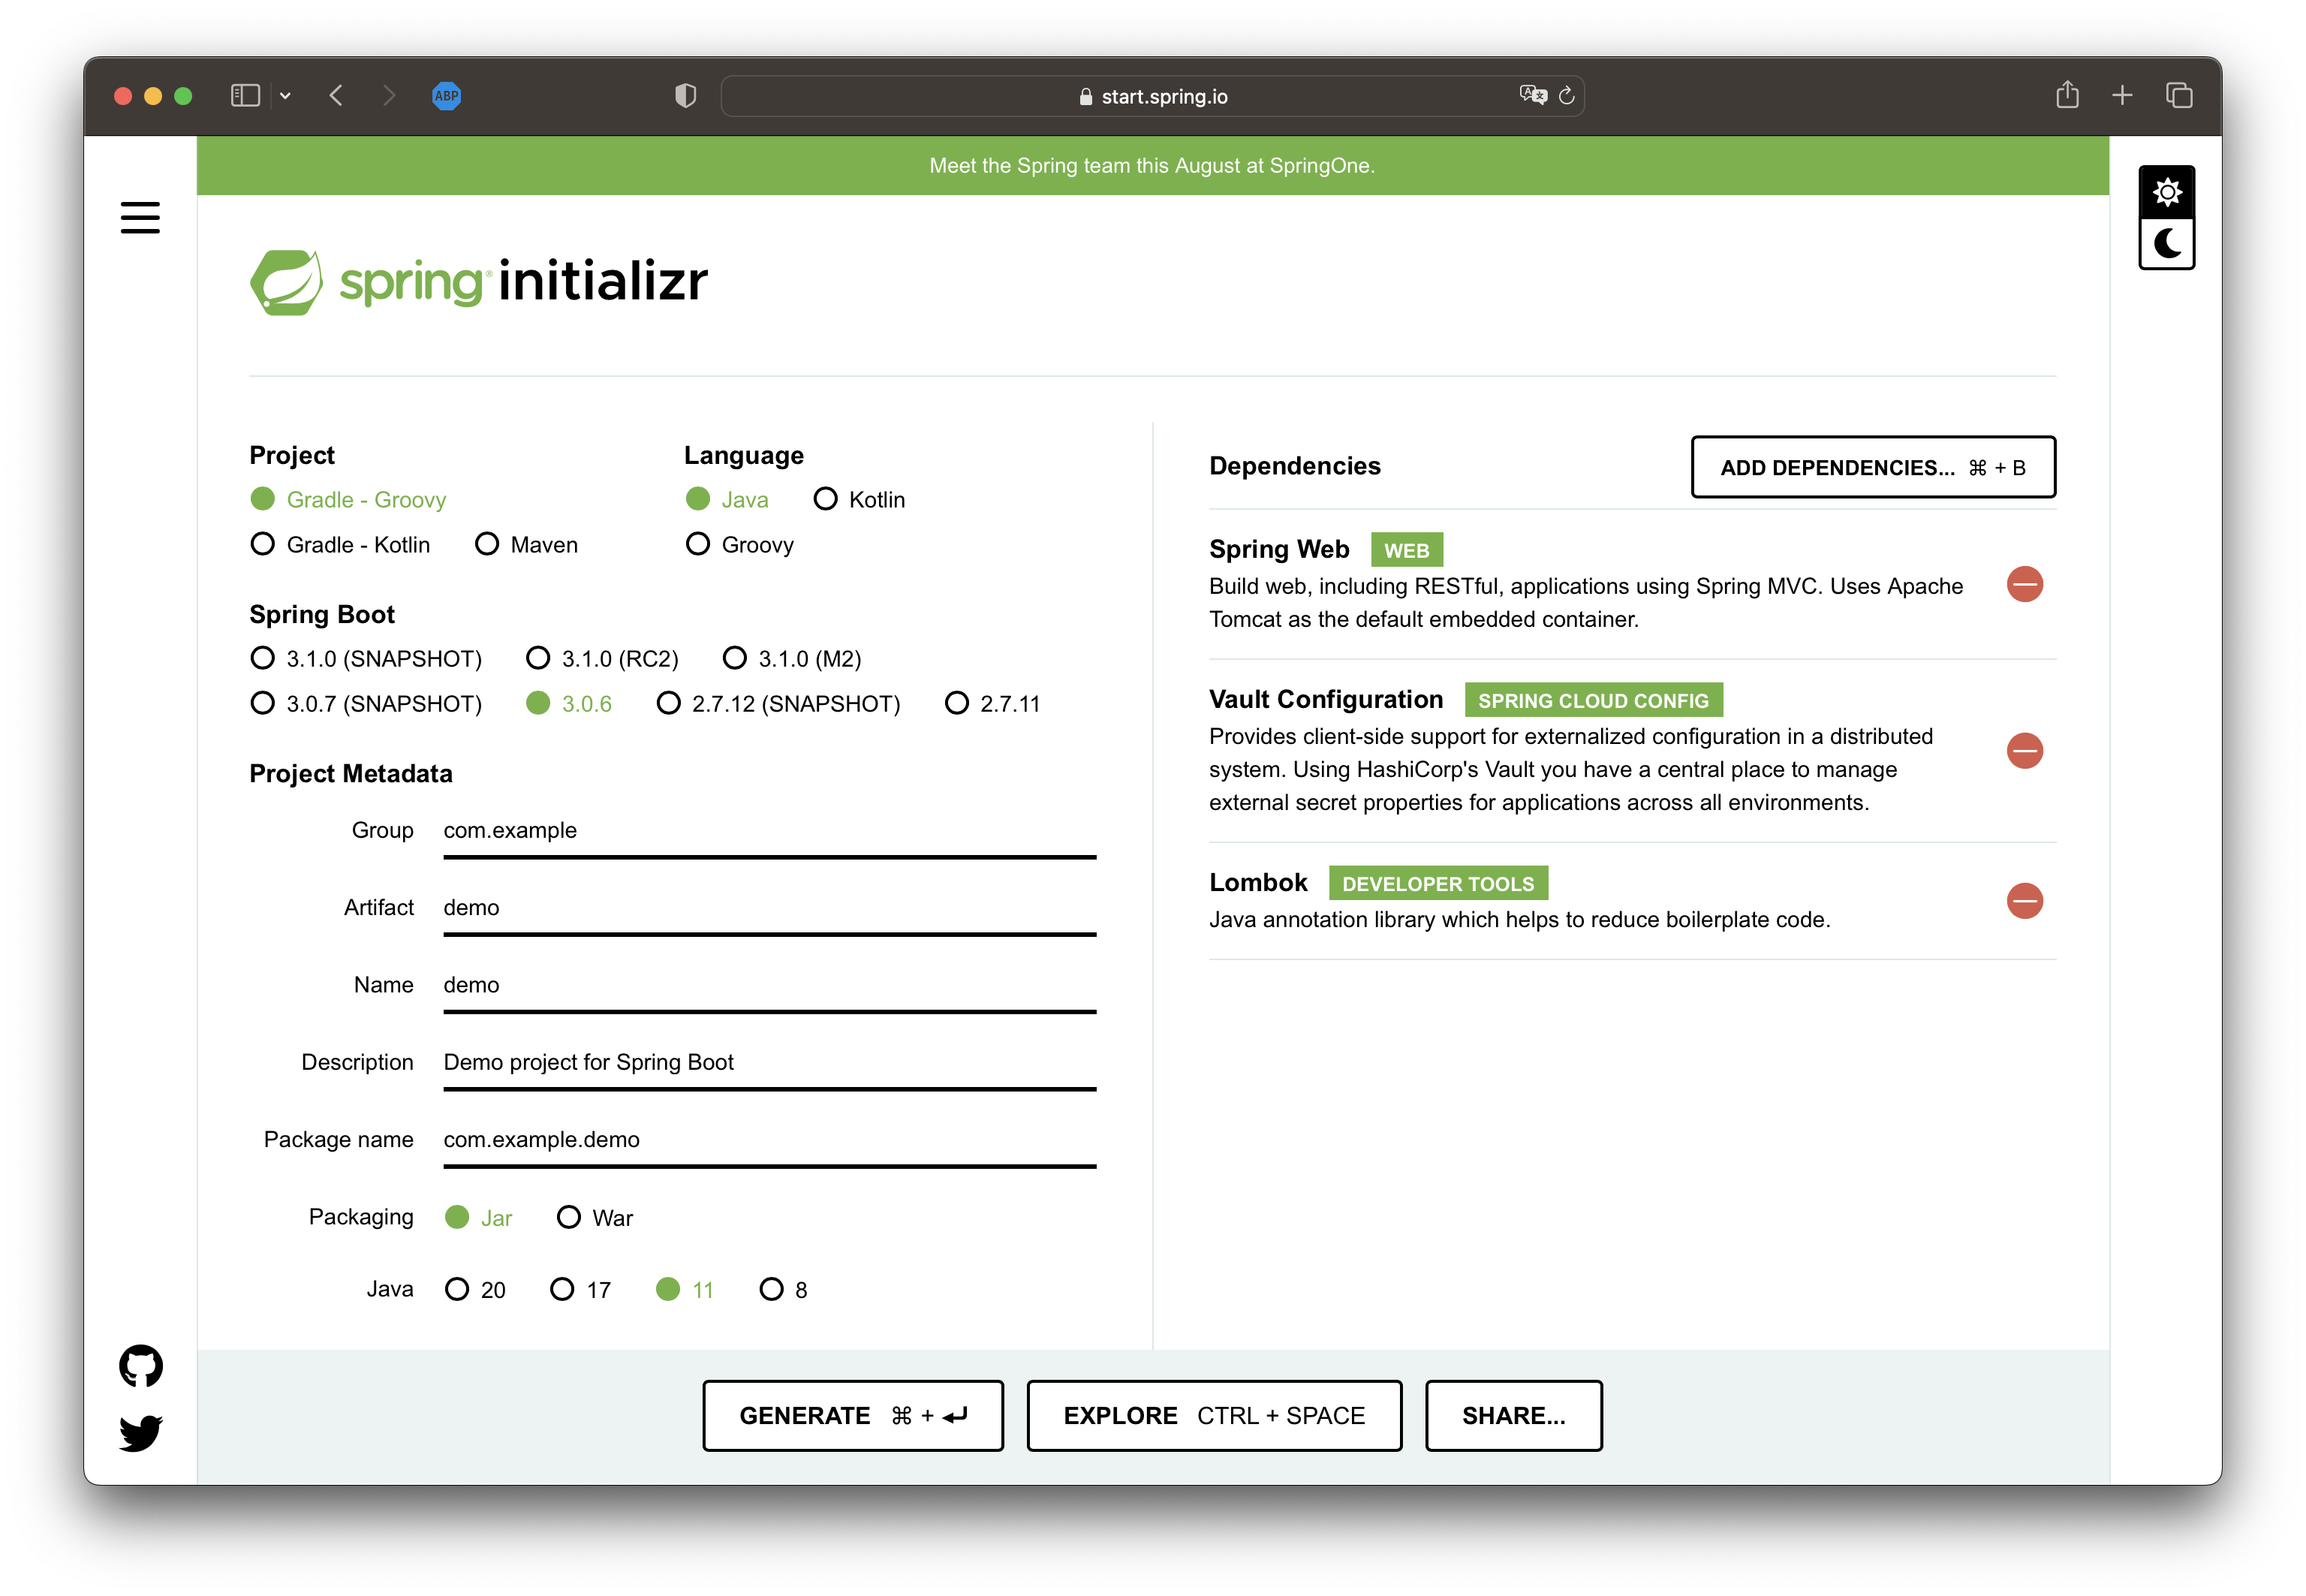 ABP
start.spring.io
Meet the Spring team this August at SpringOne.
spring® initializr
Project
Gradle - Groovy
Gradle - Kotlin Maven
Language
Java Kotlin
Groovy
Spring Boot
3.1.0 (SNAPSHOT) 3.1.0 (RC2) 3.1.0 (M2)
3.0.7 (SNAPSHOT) 3.0.6 2.7.12 (SNAPSHOT) 2.7.11
Project Metadata
Group com.example
Artifact demo
Name demo
Description Demo project for Spring Boot
Package name com.example.demo
Packaging Jar War
Java 20 17 11 8
Dependencies ADD DEPENDENCIES... ⌘ + B
Spring Web WEB
Build web, including RESTful, applications using Spring MVC. Uses Apache
Tomcat as the default embedded container.
Vault Configuration SPRING CLOUD CONFIG
Provides client-side support for externalized configuration in a distributed
system. Using HashiCorp's Vault you have a central place to manage
external secret properties for applications across all environments.
Lombok DEVELOPER TOOLS
Java annotation library which helps to reduce boilerplate code.
GENERATE ⌘ + ⏎ EXPLORE CTRL + SPACE SHARE...